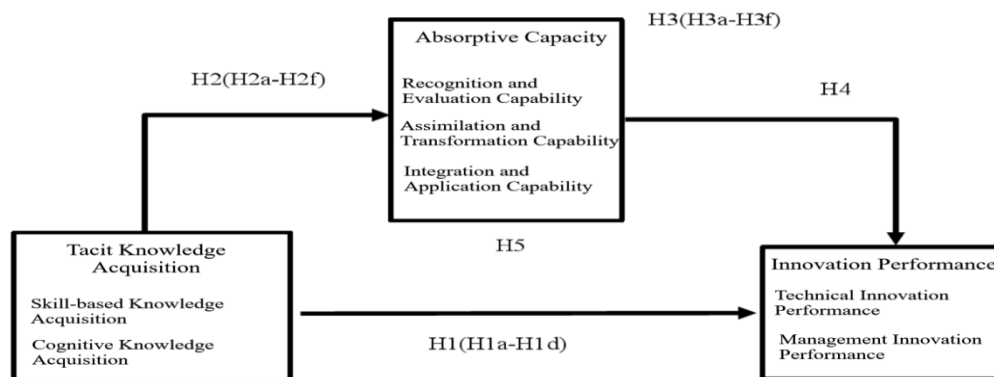 H3(H3a-H3f)
Absorptive Capacity
Recognition and
Evaluation Capability
Assimilation and
Transformation Capability
Integration and
Application Capability
H2(H2a-H2f)
H4
H5
Tacit Knowledge
Acquisition
Skill-based Knowledge
Acquisition
Cognitive Knowledge
Acquisition
H1(H1a-H1d)
Innovation Performance
Technical Innovation
Performance
Management Innovation
Performance